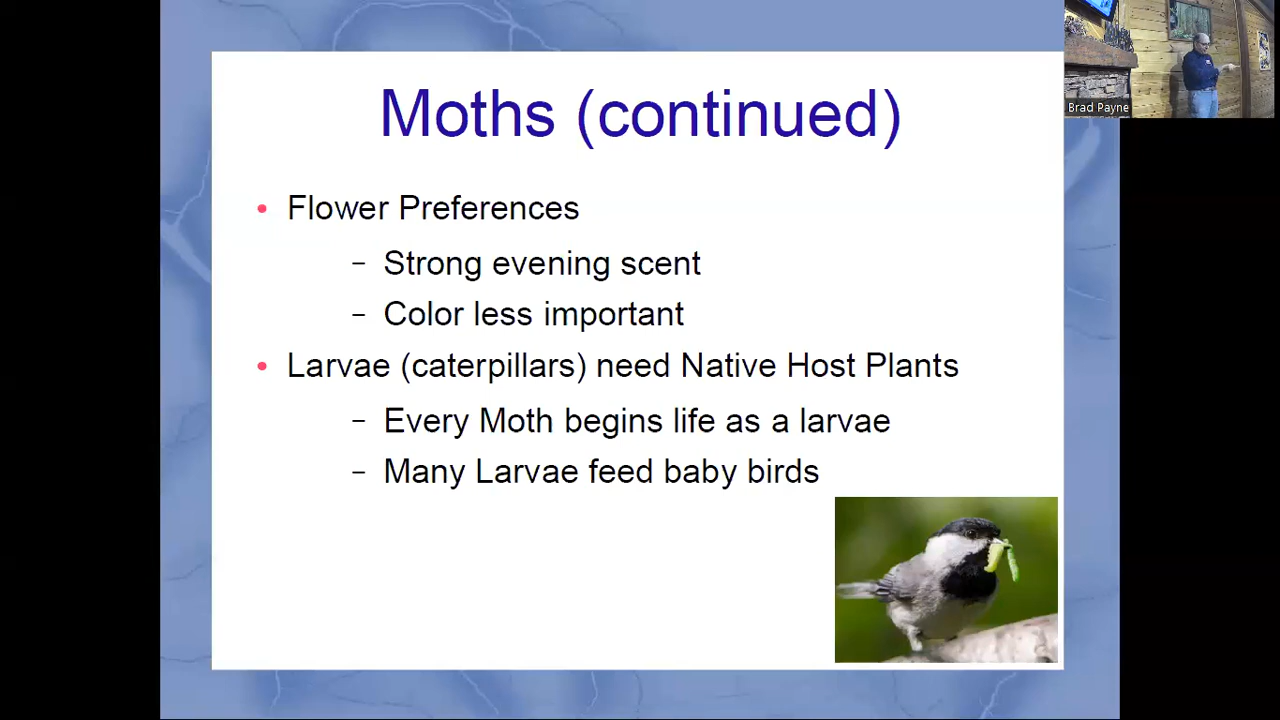 Moths (continued)
• Flower Preferences
– Strong evening scent
– Color less important
• Larvae (caterpillars) need Native Host Plants
– Every Moth begins life as a larvae
– Many Larvae feed baby birds
Brad Payne